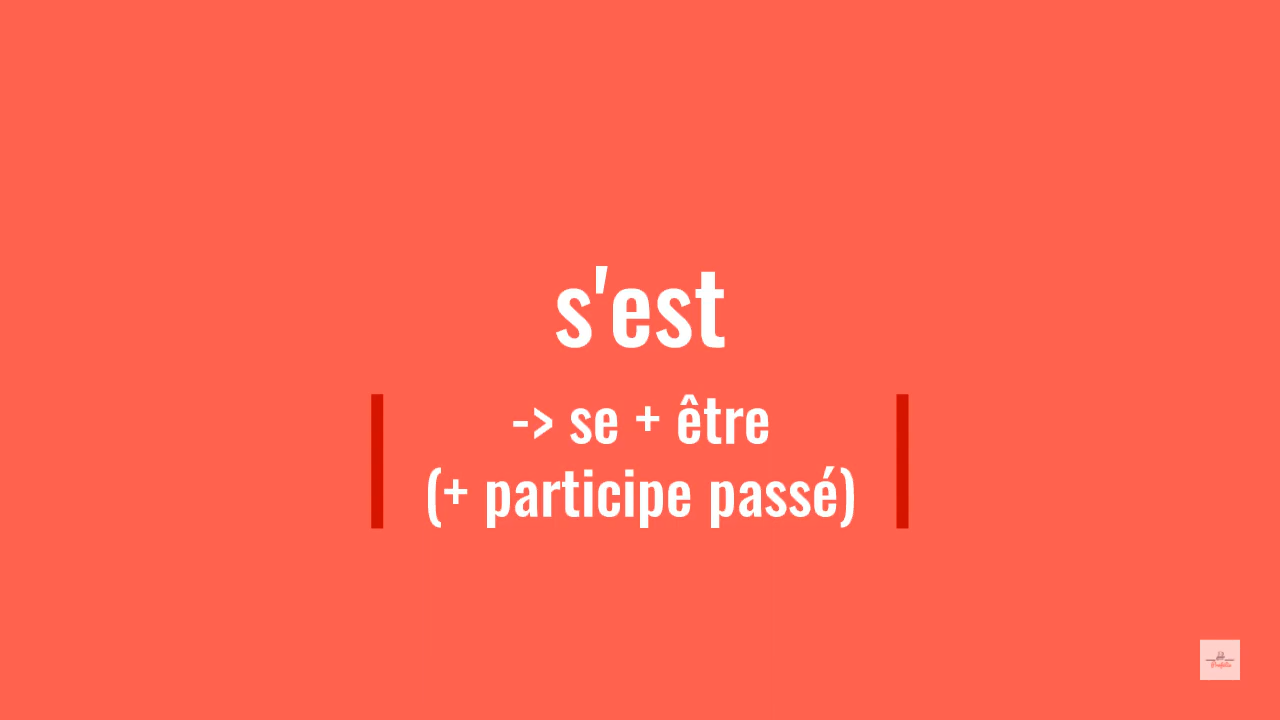 s'est
-> se + être
(+ participe passé)